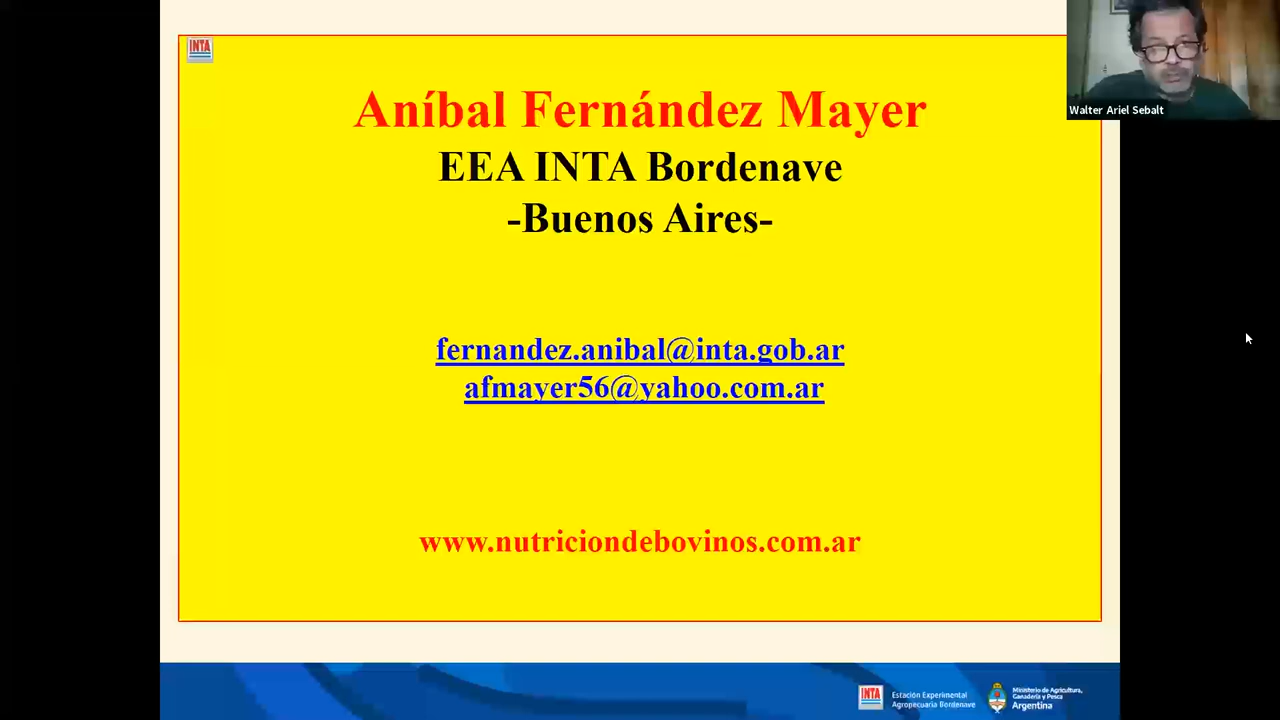 INTA
Aníbal Fernández Mayer
EEA INTA Bordenave
-Buenos Aires-
fernandez.anibal@inta.gob.ar
afmayer56@yahoo.com.ar
www.nutriciondebovinos.com.ar
Walter Ariel Sebalt
INTA
Estación Experimental
Agropecuaria Bordenave
Ministerio de Agricultura,
Ganadería y Pesca
Argentina